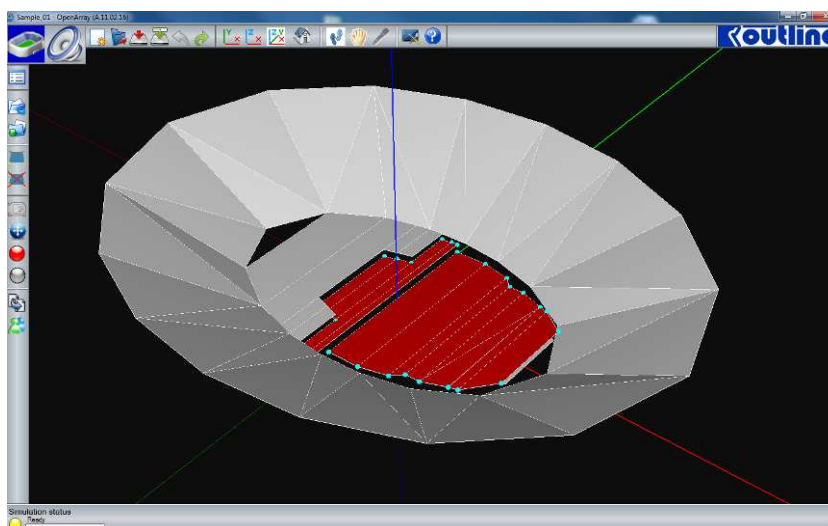 Sample_01 - OpenArray (A.11.02.16)
outline
Simulation status
Ready